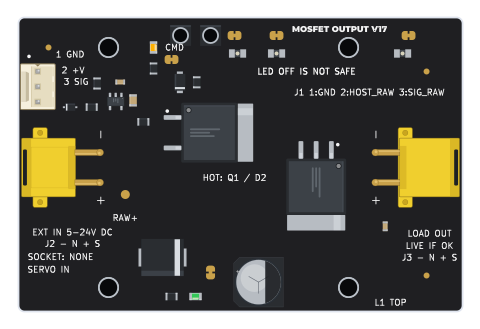 MOSFET OUTPUT V17
CMD
1 GND
2 +V
3 SIG
LED OFF IS NOT SAFE
J1 1:GND 2:HOST_RAW 3:SIG_RAW
HOT: Q1 / D2
−
+
−
+
RAW+
EXT IN 5–24V DC
J2 – N + S
SOCKET: NONE
SERVO IN
LOAD OUT
LIVE IF OK
J3 – N + S
L1 TOP